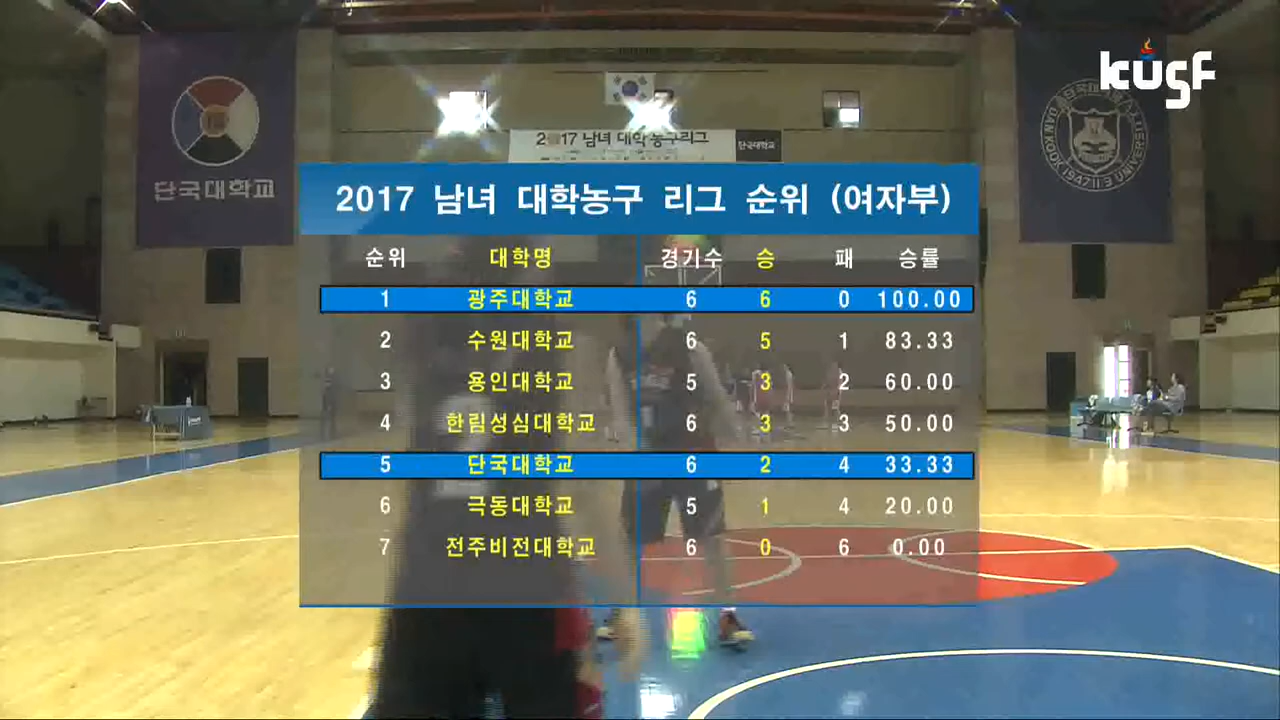 kusf
단국대학교
2017 남녀 대학농구리그
단국대학교
DANKOOK UNIVERSITY
2017 남녀 대학농구 리그 순위 (여자부)
순위 대학명 경기수 승 패 승률
1 광주대학교 6 6 0 100.00
2 수원대학교 6 5 1 83.33
3 용인대학교 5 3 2 60.00
4 한림성심대학교 6 3 3 50.00
5 단국대학교 6 2 4 33.33
6 극동대학교 5 1 4 20.00
7 전주비전대학교 6 0 6 0.00